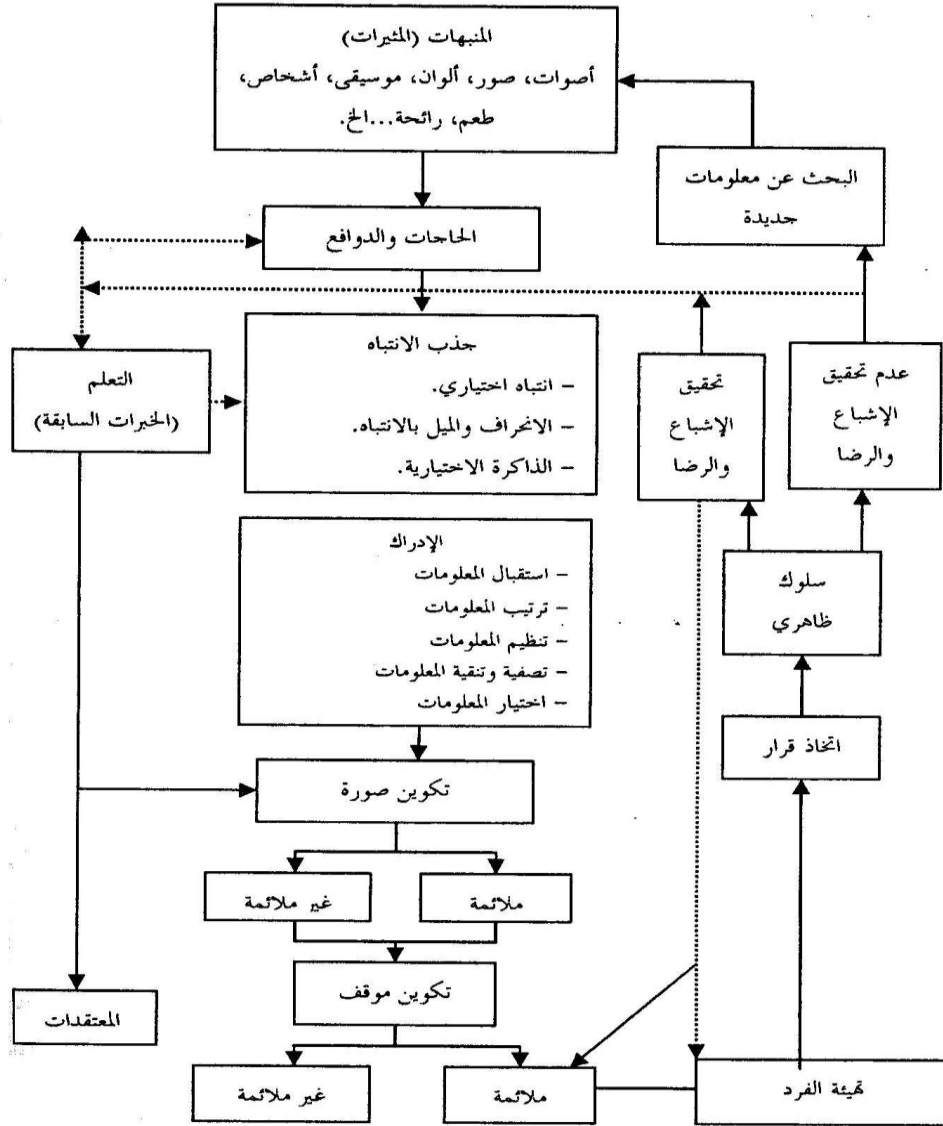 المنبهات (المثيرات)
أصوات، صور، ألوان، موسيقى، أشخاص،
طعم، رائحة...الخ.
البحث عن معلومات
جديدة
الحاجات والدوافع
جذب الانتباه
– انتباه اختياري.
– الانحراف والميل بالانتباه.
– الذاكرة الاختيارية.
التعلم
(الخبرات السابقة)
تحقيق
الإشباع
والرضا
عدم تحقيق
الإشباع
والرضا
الإدراك
– استقبال المعلومات
– ترتيب المعلومات
– تنظيم المعلومات
– تصفية وتنقية المعلومات
– اختيار المعلومات
سلوك
ظاهري
اتخاذ قرار
تكوين صورة
ملائمة
غير ملائمة
تكوين موقف
المعتقدات
ملائمة
غير ملائمة
تهيئة الفرد